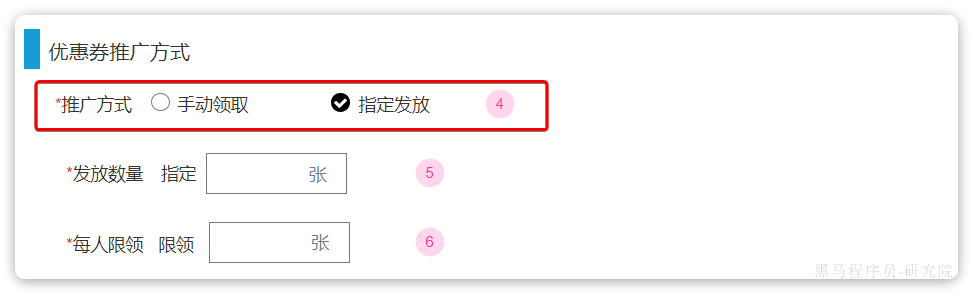 优惠券推广方式
*推广方式 手动领取 指定发放 4
*发放数量 指定 张 5
*每人限领 限领 张 6
黑马程序员-研究院